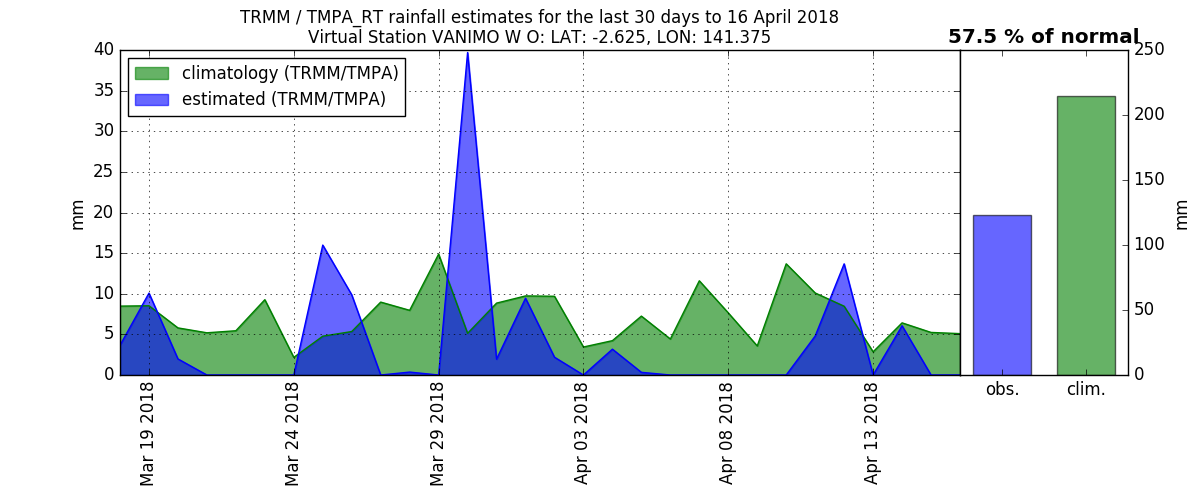 TRMM / TMPA_RT rainfall estimates for the last 30 days to 16 April 2018
Virtual Station VANIMO W O: LAT: -2.625, LON: 141.375
57.5 % of normal
climatology (TRMM/TMPA)
estimated (TRMM/TMPA)
40
35
30
25
20
15
10
5
0
mm
Mar 19 2018
Mar 24 2018
Mar 29 2018
Apr 03 2018
Apr 08 2018
Apr 13 2018
250
200
150
100
50
0
mm
obs.
clim.